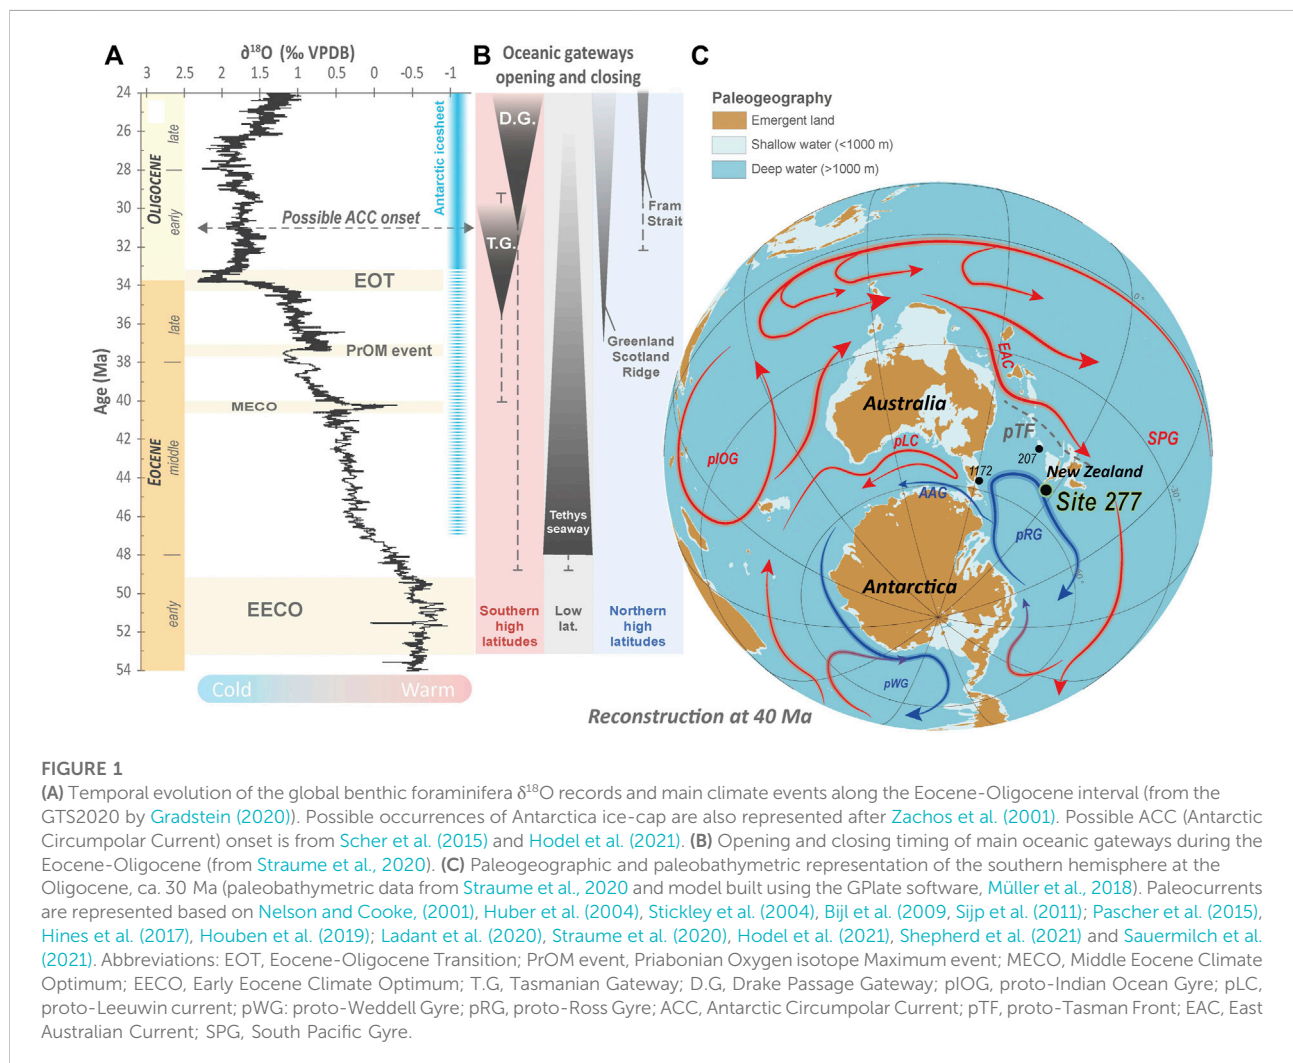 A
∂¹⁸O (‰ VPDB)
3 2.5 2 1.5 1 0.5 0 -0.5 -1
Age (Ma)
24
26
28
30
32
34
36
38
40
42
44
46
48
50
52
54
OLIGOCENE
late
early
EOCENE
late
middle
early
Antarctic icesheet
Possible ACC onset
EOT
PrOM event
MECO
EECO
Cold
Warm
B
Oceanic gateways
opening and closing
D.G.
T.G.
Fram
Strait
Greenland
Scotland
Ridge
Tethys
seaway
Southern
high
latitudes
Low
lat.
Northern
high
latitudes
C
Paleogeography
Emergent land
Shallow water (<1000 m)
Deep water (>1000 m)
0°
30°
60°
EAC
Australia
pTF
SPG
pIOG
pLC
207
1172
New Zealand
Site 277
AAG
pRG
Antarctica
pWG
Reconstruction at 40 Ma
FIGURE 1
(A) Temporal evolution of the global benthic foraminifera δ¹⁸O records and main climate events along the Eocene-Oligocene interval (from the
GTS2020 by Gradstein (2020)). Possible occurrences of Antarctica ice-cap are also represented after Zachos et al. (2001). Possible ACC (Antarctic
Circumpolar Current) onset is from Scher et al. (2015) and Hodel et al. (2021). (B) Opening and closing timing of main oceanic gateways during the
Eocene-Oligocene (from Straume et al., 2020). (C) Paleogeographic and paleobathymetric representation of the southern hemisphere at the
Oligocene, ca. 30 Ma (paleobathymetric data from Straume et al., 2020 and model built using the GPlate software, Müller et al., 2018). Paleocurrents
are represented based on Nelson and Cooke, (2001), Huber et al. (2004), Stickley et al. (2004), Bijl et al. (2009, Sijp et al. (2011); Pascher et al. (2015),
Hines et al. (2017), Houben et al. (2019); Ladant et al. (2020), Straume et al. (2020), Hodel et al. (2021), Shepherd et al. (2021) and Sauermilch et al.
(2021). Abbreviations: EOT, Eocene-Oligocene Transition; PrOM event, Priabonian Oxygen isotope Maximum event; MECO, Middle Eocene Climate
Optimum; EECO, Early Eocene Climate Optimum; T.G, Tasmanian Gateway; D.G, Drake Passage Gateway; pIOG, proto-Indian Ocean Gyre; pLC,
proto-Leeuwin current; pWG: proto-Weddell Gyre; pRG, proto-Ross Gyre; ACC, Antarctic Circumpolar Current; pTF, proto-Tasman Front; EAC, East
Australian Current; SPG, South Pacific Gyre.